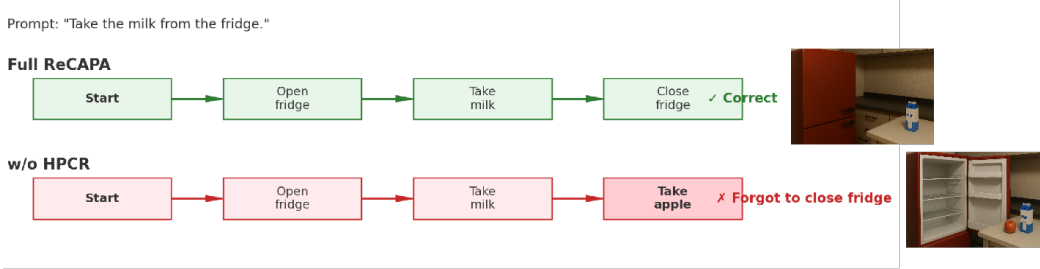 Prompt: "Take the milk from the fridge."
Full ReCAPA
Start
Open
fridge
Take
milk
Close
fridge
✓ Correct
w/o HPCR
Start
Open
fridge
Take
milk
Take
apple
✗ Forgot to close fridge